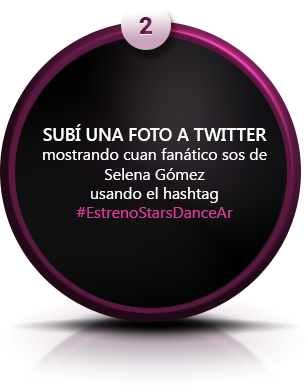 2
SUBÍ UNA FOTO A TWITTER
mostrando cuan fanático sos de
Selena Gómez
usando el hashtag
#EstrenoStarsDanceAr